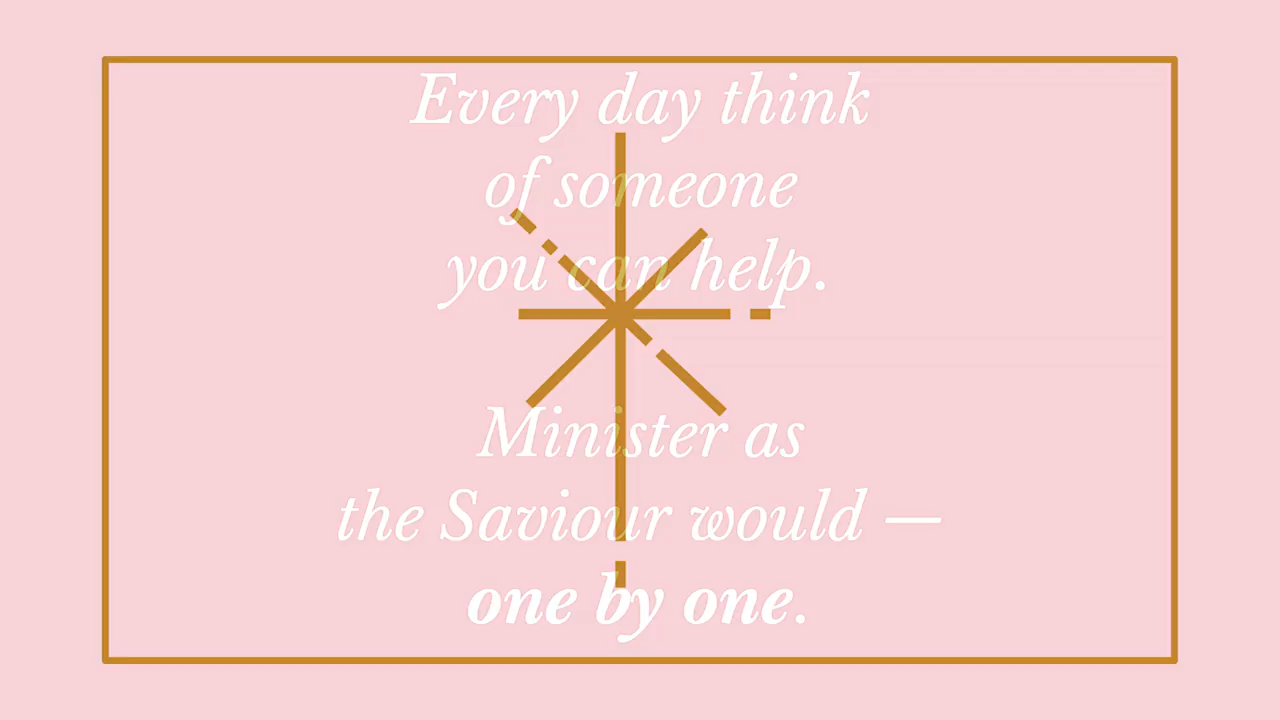 Every day think
of someone
you can help.
Minister as
the Saviour would —
one by one.